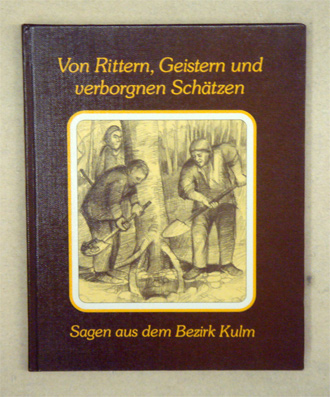 Von Rittern, Geistern und
verborgnen Schätzen
Sagen aus dem Bezirk Kulm